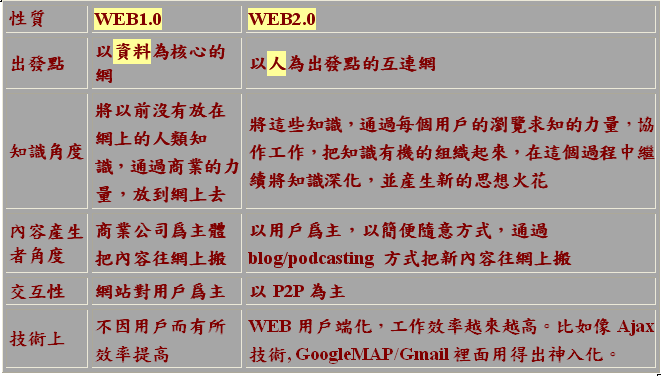 性質 WEB1.0 WEB2.0
出發點 以資料為核心的 以人為出發點的互連網
網
知識角度 將以前沒有放在 將這些知識，通過每個用戶的瀏覽求知的力量，協
網上的人類知 作工作，把知識有機的組織起來，在這個過程中繼
識，通過商業的力 續將知識深化，並產生新的思想火花
量，放到網上去
內容產生 商業公司爲主體 以用戶爲主，以簡便隨意方式，通過
者角度 把內容往網上搬 blog/podcasting 方式把新內容往網上搬
交互性 網站對用戶爲主 以 P2P 為主
技術上 不因用戶而有所 WEB 用戶端化，工作效率越來越高。比如像 Ajax
效率提高 技術, GoogleMAP/Gmail 裡面用得出神入化。